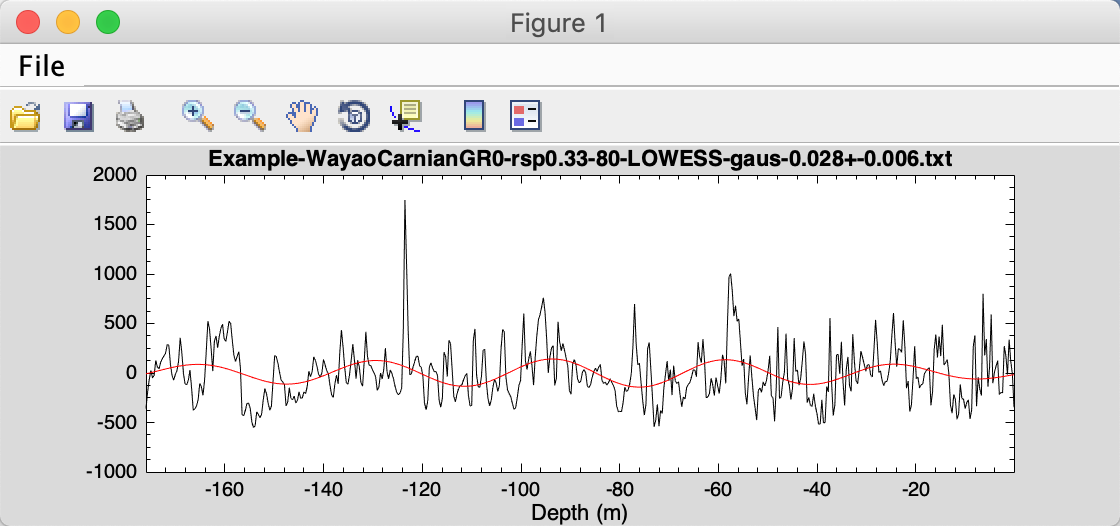 Figure 1
File
Example-WayaoCarnianGR0-rsp0.33-80-LOWESS-gaus-0.028+-0.006.txt
2000
1500
1000
500
0
-500
-1000
-160 -140 -120 -100 -80 -60 -40 -20
Depth (m)